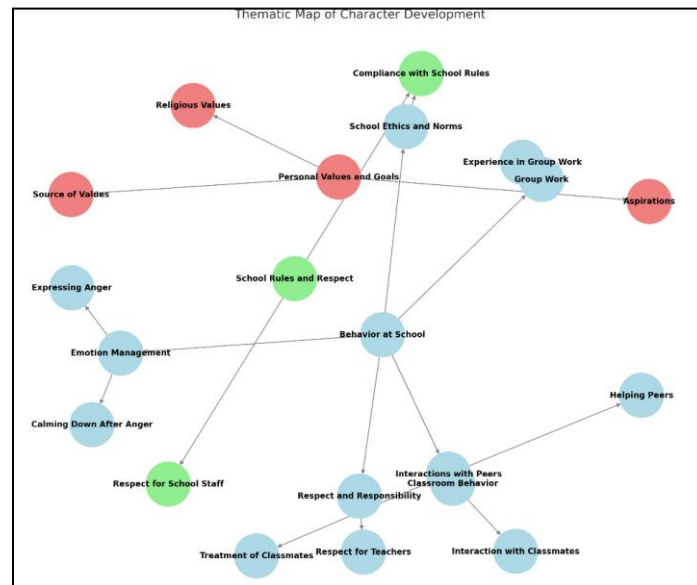 Thematic Map of Character Development
Compliance with School Rules
Religious Values
School Ethics and Norms
Experience in Group Work
Personal Values and Goals
Group Work
Source of Values
Aspirations
School Rules and Respect
Expressing Anger
Behavior at School
Emotion Management
Helping Peers
Calming Down After Anger
Interactions with Peers
Respect for School Staff
Classroom Behavior
Respect and Responsibility
Treatment of Classmates
Respect for Teachers
Interaction with Classmates